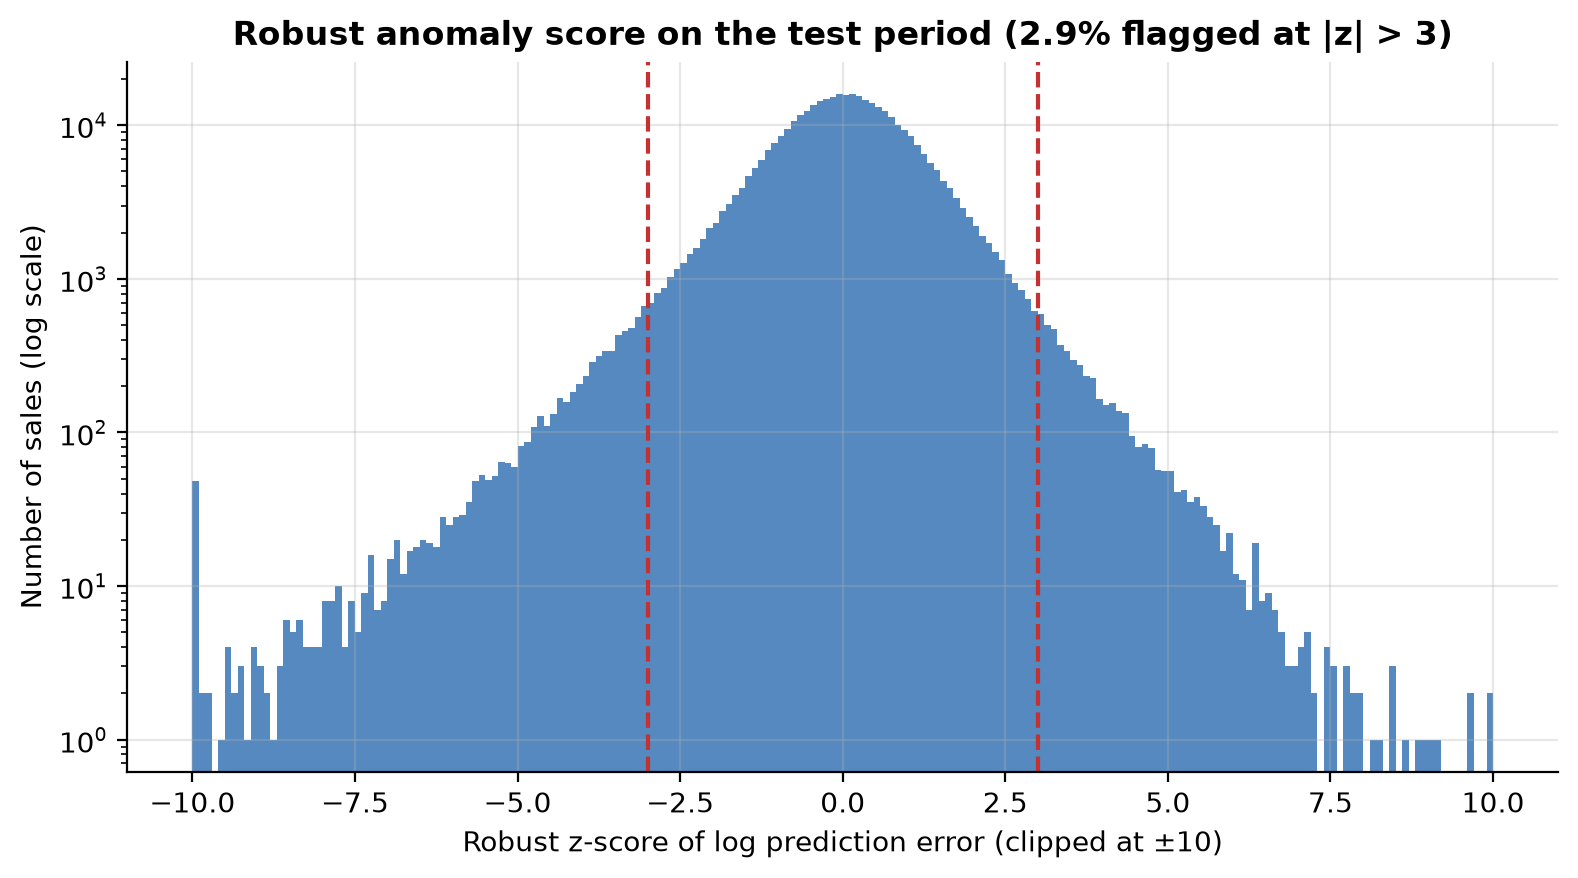 Robust anomaly score on the test period (2.9% flagged at |z| > 3)
Number of sales (log scale)
10⁴
10³
10²
10¹
10⁰
−10.0 −7.5 −5.0 −2.5 0.0 2.5 5.0 7.5 10.0
Robust z-score of log prediction error (clipped at ±10)